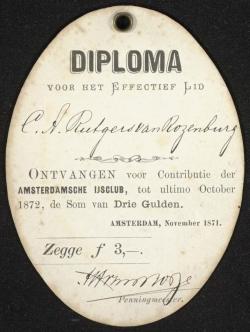 DIPLOMA
VOOR HET EFFECTIEF LID
C. A. Rutgers van Rozenburg
ONTVANGEN voor Contributie der
AMSTERDAMSCHE IJSCLUB, tot ultimo October
1872, de Som van Drie Gulden.
AMSTERDAM, November 1871.
Zegge f 3,—.
Penningmeester.